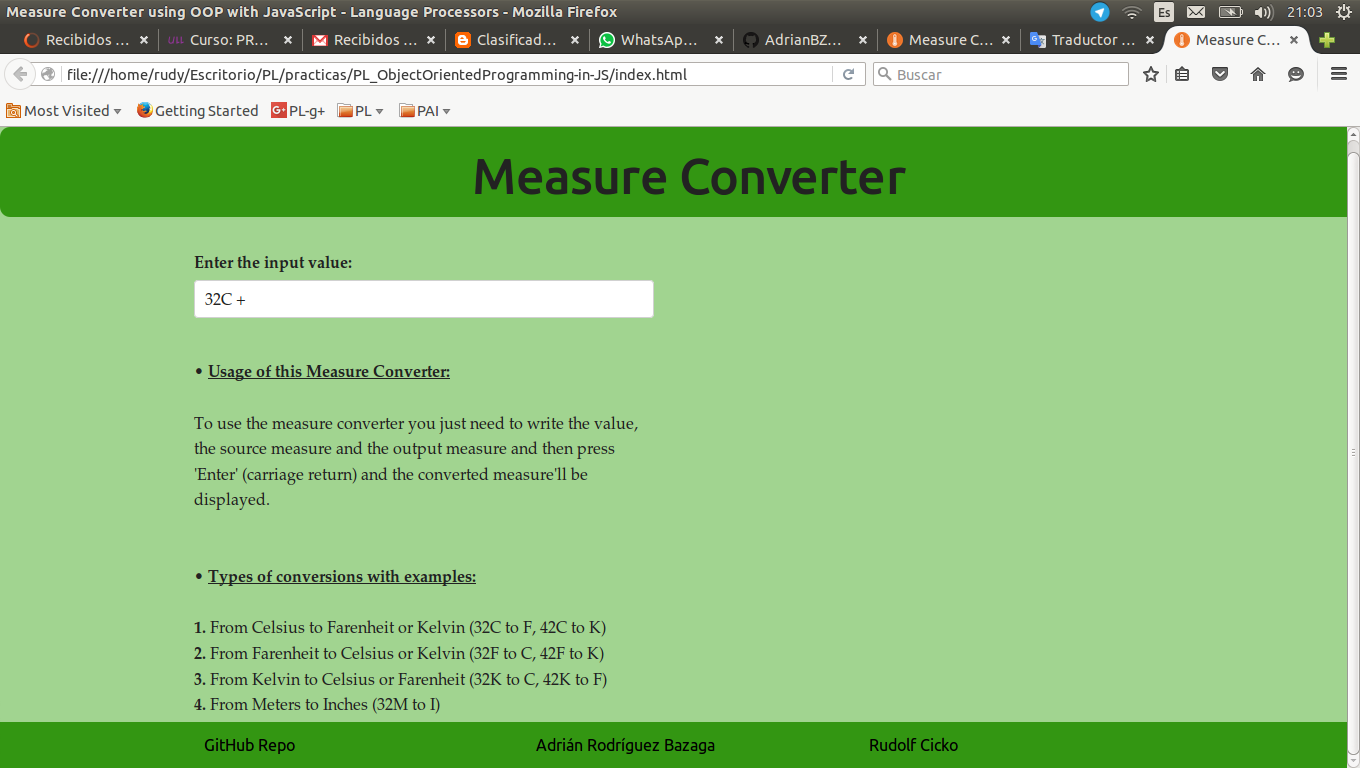 Measure Converter using OOP with JavaScript - Language Processors - Mozilla Firefox
Es
21:03
Recibidos ...
ULL
Curso: PR...
Recibidos ...
Clasificad...
WhatsAp...
AdrianBZ...
Measure C...
Traductor ...
Measure C...
file:///home/rudy/Escritorio/PL/practicas/PL_ObjectOrientedProgramming-in-JS/index.html
Buscar
Most Visited
Getting Started
G+
PL-g+
PL
PAI
Measure Converter
Enter the input value:
32C +
• Usage of this Measure Converter:
To use the measure converter you just need to write the value,
the source measure and the output measure and then press
'Enter' (carriage return) and the converted measure'll be
displayed.
• Types of conversions with examples:
1. From Celsius to Farenheit or Kelvin (32C to F, 42C to K)
2. From Farenheit to Celsius or Kelvin (32F to C, 42F to K)
3. From Kelvin to Celsius or Farenheit (32K to C, 42K to F)
4. From Meters to Inches (32M to I)
GitHub Repo
Adrián Rodríguez Bazaga
Rudolf Cicko